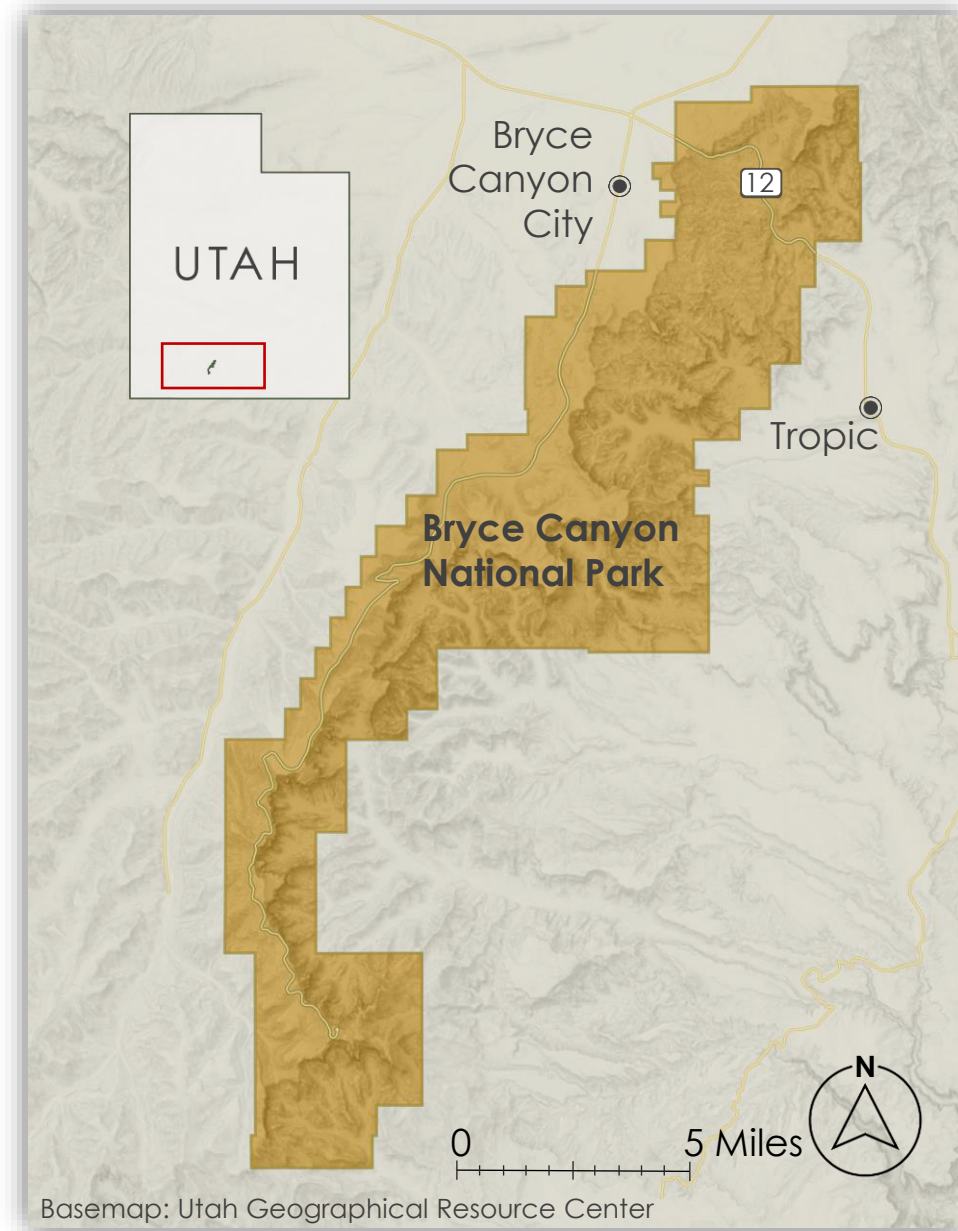 Bryce
Canyon
City
12
UTAH
Tropic
Bryce Canyon
National Park
N
0
5 Miles
Basemap: Utah Geographical Resource Center